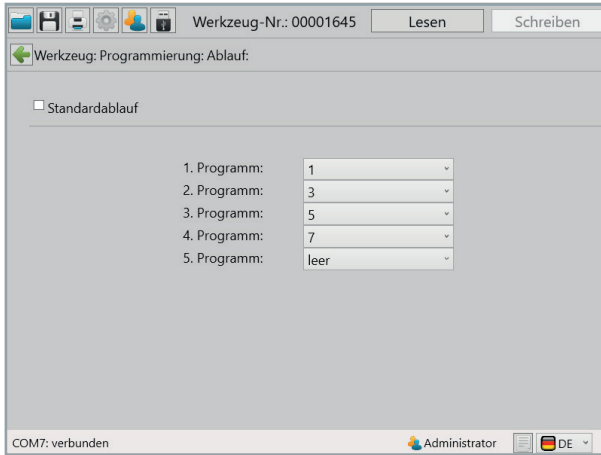 Werkzeug-Nr.: 00001645 Lesen Schreiben
Werkzeug: Programmierung: Ablauf:
Standardablauf
1. Programm: 1
2. Programm: 3
3. Programm: 5
4. Programm: 7
5. Programm: leer
COM7: verbunden Administrator DE